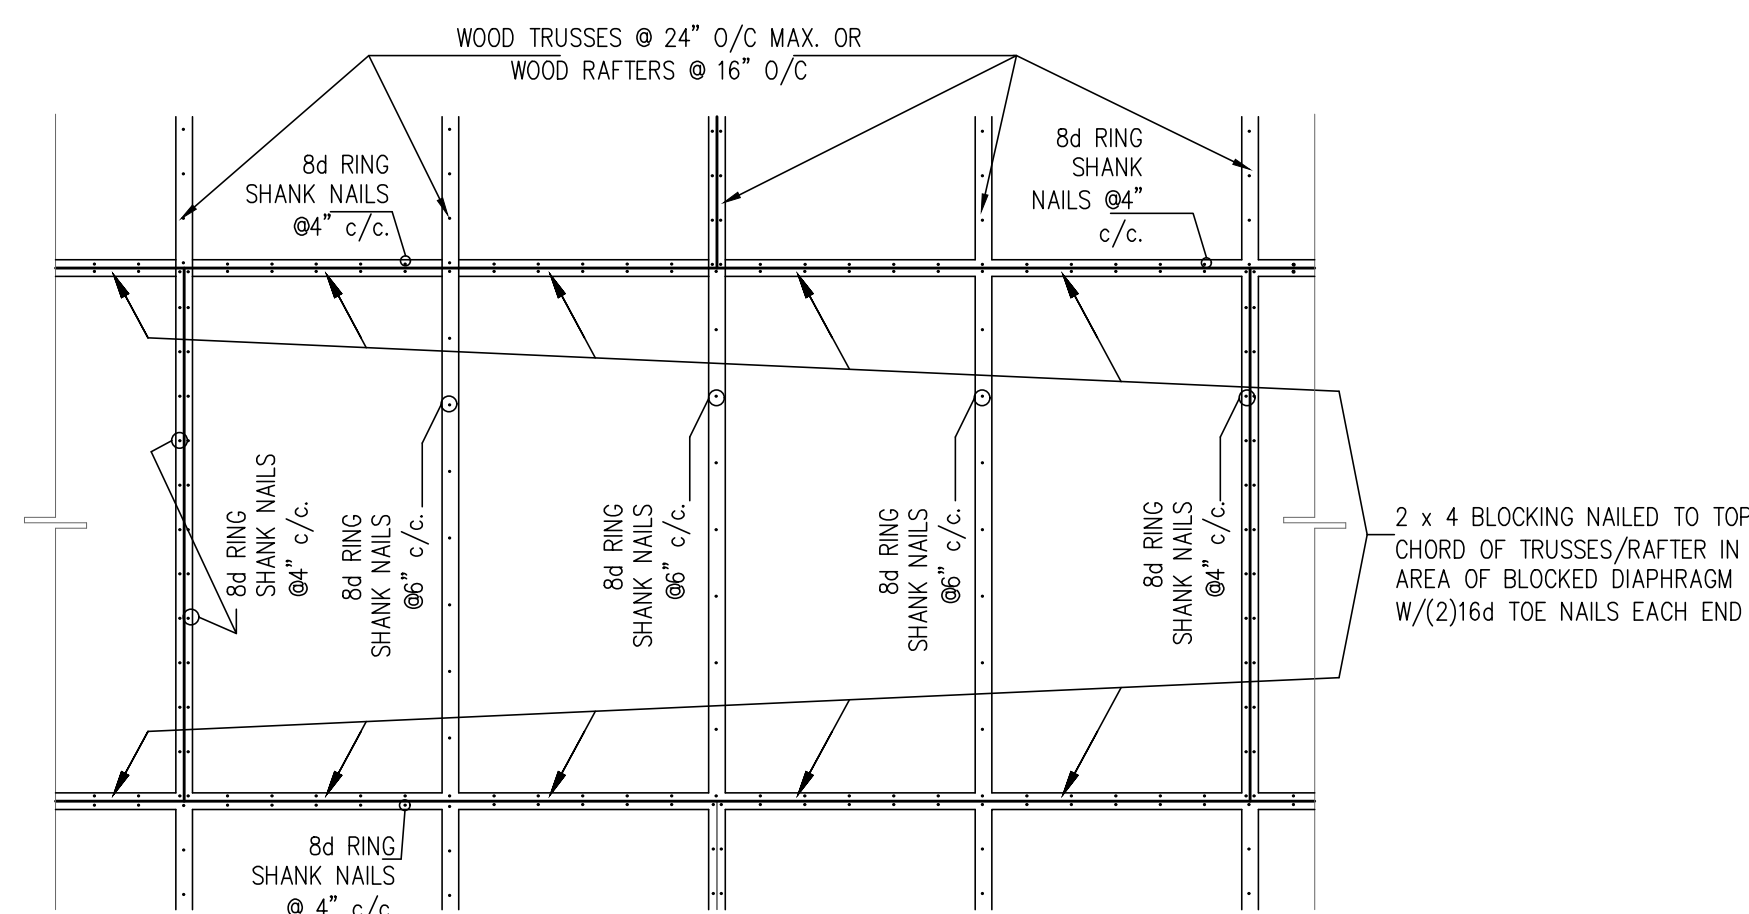 WOOD TRUSSES @ 24" O/C MAX. OR
WOOD RAFTERS @ 16" O/C
8d RING
SHANK NAILS
@4" c/c.
8d RING
SHANK
NAILS @4"
c/c.
8d RING
SHANK NAILS
@4" c/c.
8d RING
SHANK NAILS
@6" c/c.
8d RING
SHANK NAILS
@6" c/c.
8d RING
SHANK NAILS
@6" c/c.
8d RING
SHANK NAILS
@4" c/c.
2 x 4 BLOCKING NAILED TO TOP
CHORD OF TRUSSES/RAFTER IN
AREA OF BLOCKED DIAPHRAGM
W/(2)16d TOE NAILS EACH END
8d RING
SHANK NAILS
@ 4" c/c